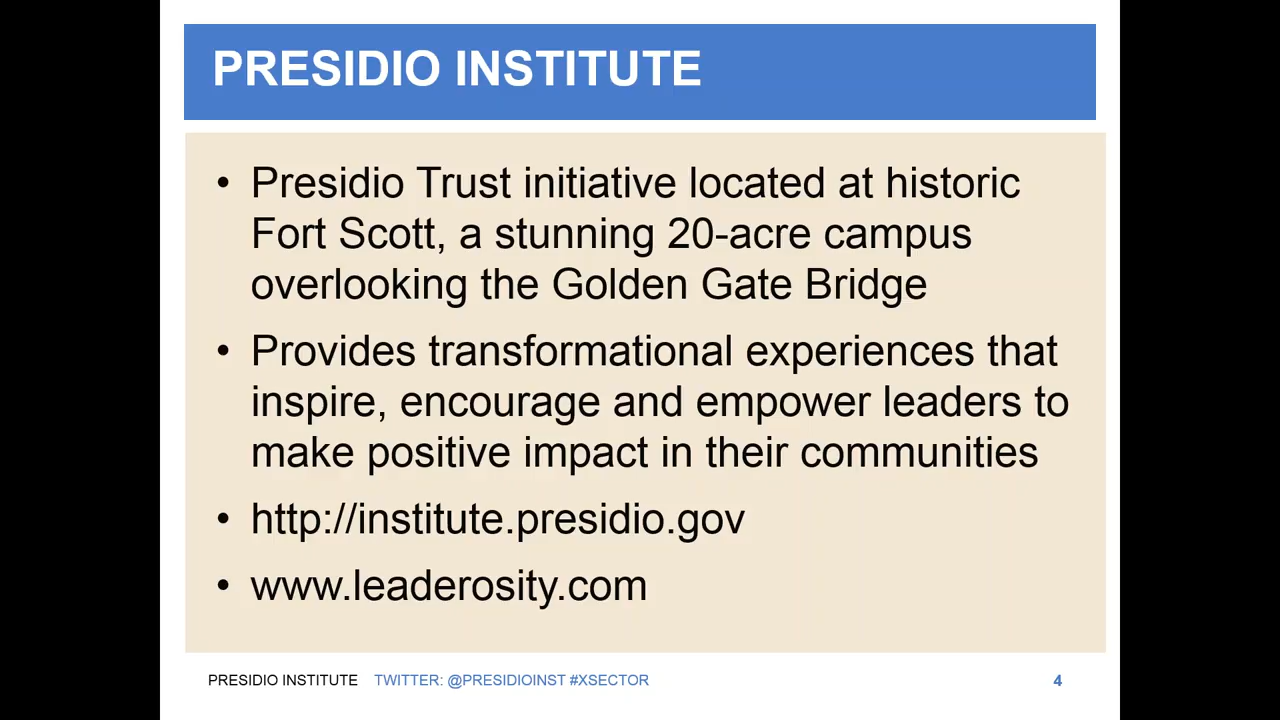 PRESIDIO INSTITUTE
• Presidio Trust initiative located at historic
Fort Scott, a stunning 20-acre campus
overlooking the Golden Gate Bridge
• Provides transformational experiences that
inspire, encourage and empower leaders to
make positive impact in their communities
• http://institute.presidio.gov
• www.leaderosity.com
PRESIDIO INSTITUTE TWITTER: @PRESIDIOINST #XSECTOR 4